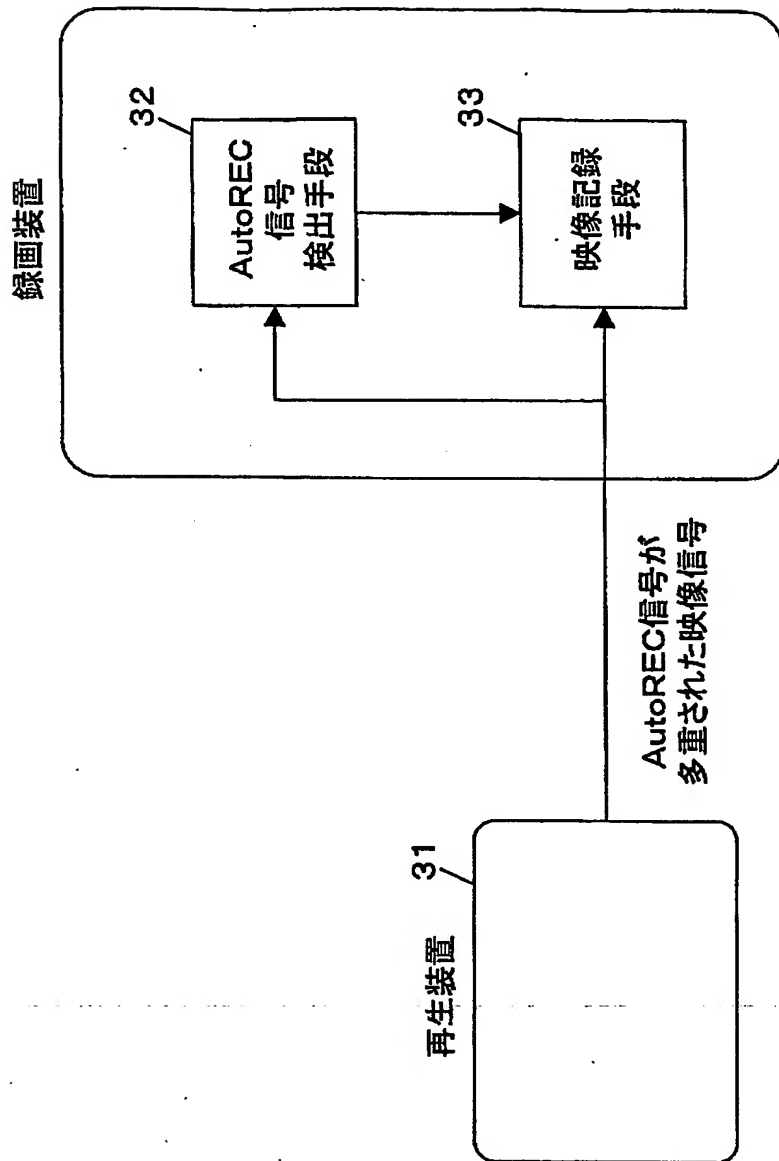 録画装置
32
AutoREC
信号
検出手段
33
映像記録
手段
再生装置
31
AutoREC信号が
多重された映像信号